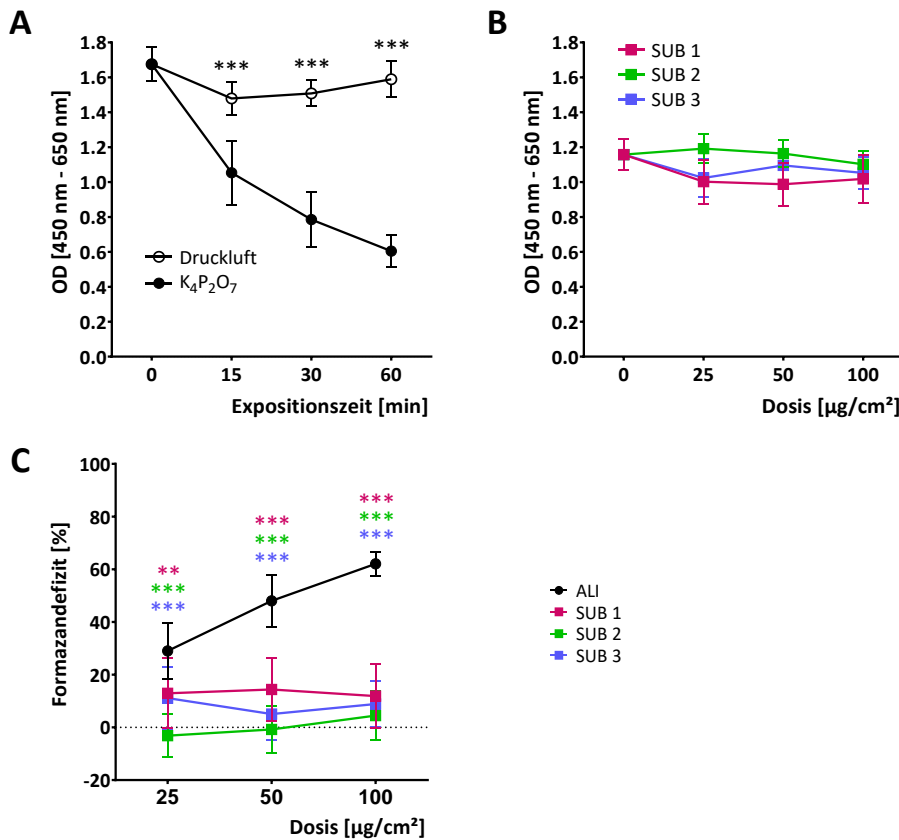 A
1.8
1.6
1.4
1.2
1.0
0.8
0.6
0.4
0.2
0.0
OD [450 nm - 650 nm]
***
***
***
Druckluft
K₄P₂O₇
0 15 30 60
Expositionszeit [min]
B
1.8
1.6
1.4
1.2
1.0
0.8
0.6
0.4
0.2
0.0
OD [450 nm - 650 nm]
SUB 1
SUB 2
SUB 3
0 25 50 100
Dosis [µg/cm²]
C
100
80
60
40
20
0
-20
Formazandefizit [%]
**
***
***
***
***
***
***
***
***
25 50 100
Dosis [µg/cm²]
ALI
SUB 1
SUB 2
SUB 3